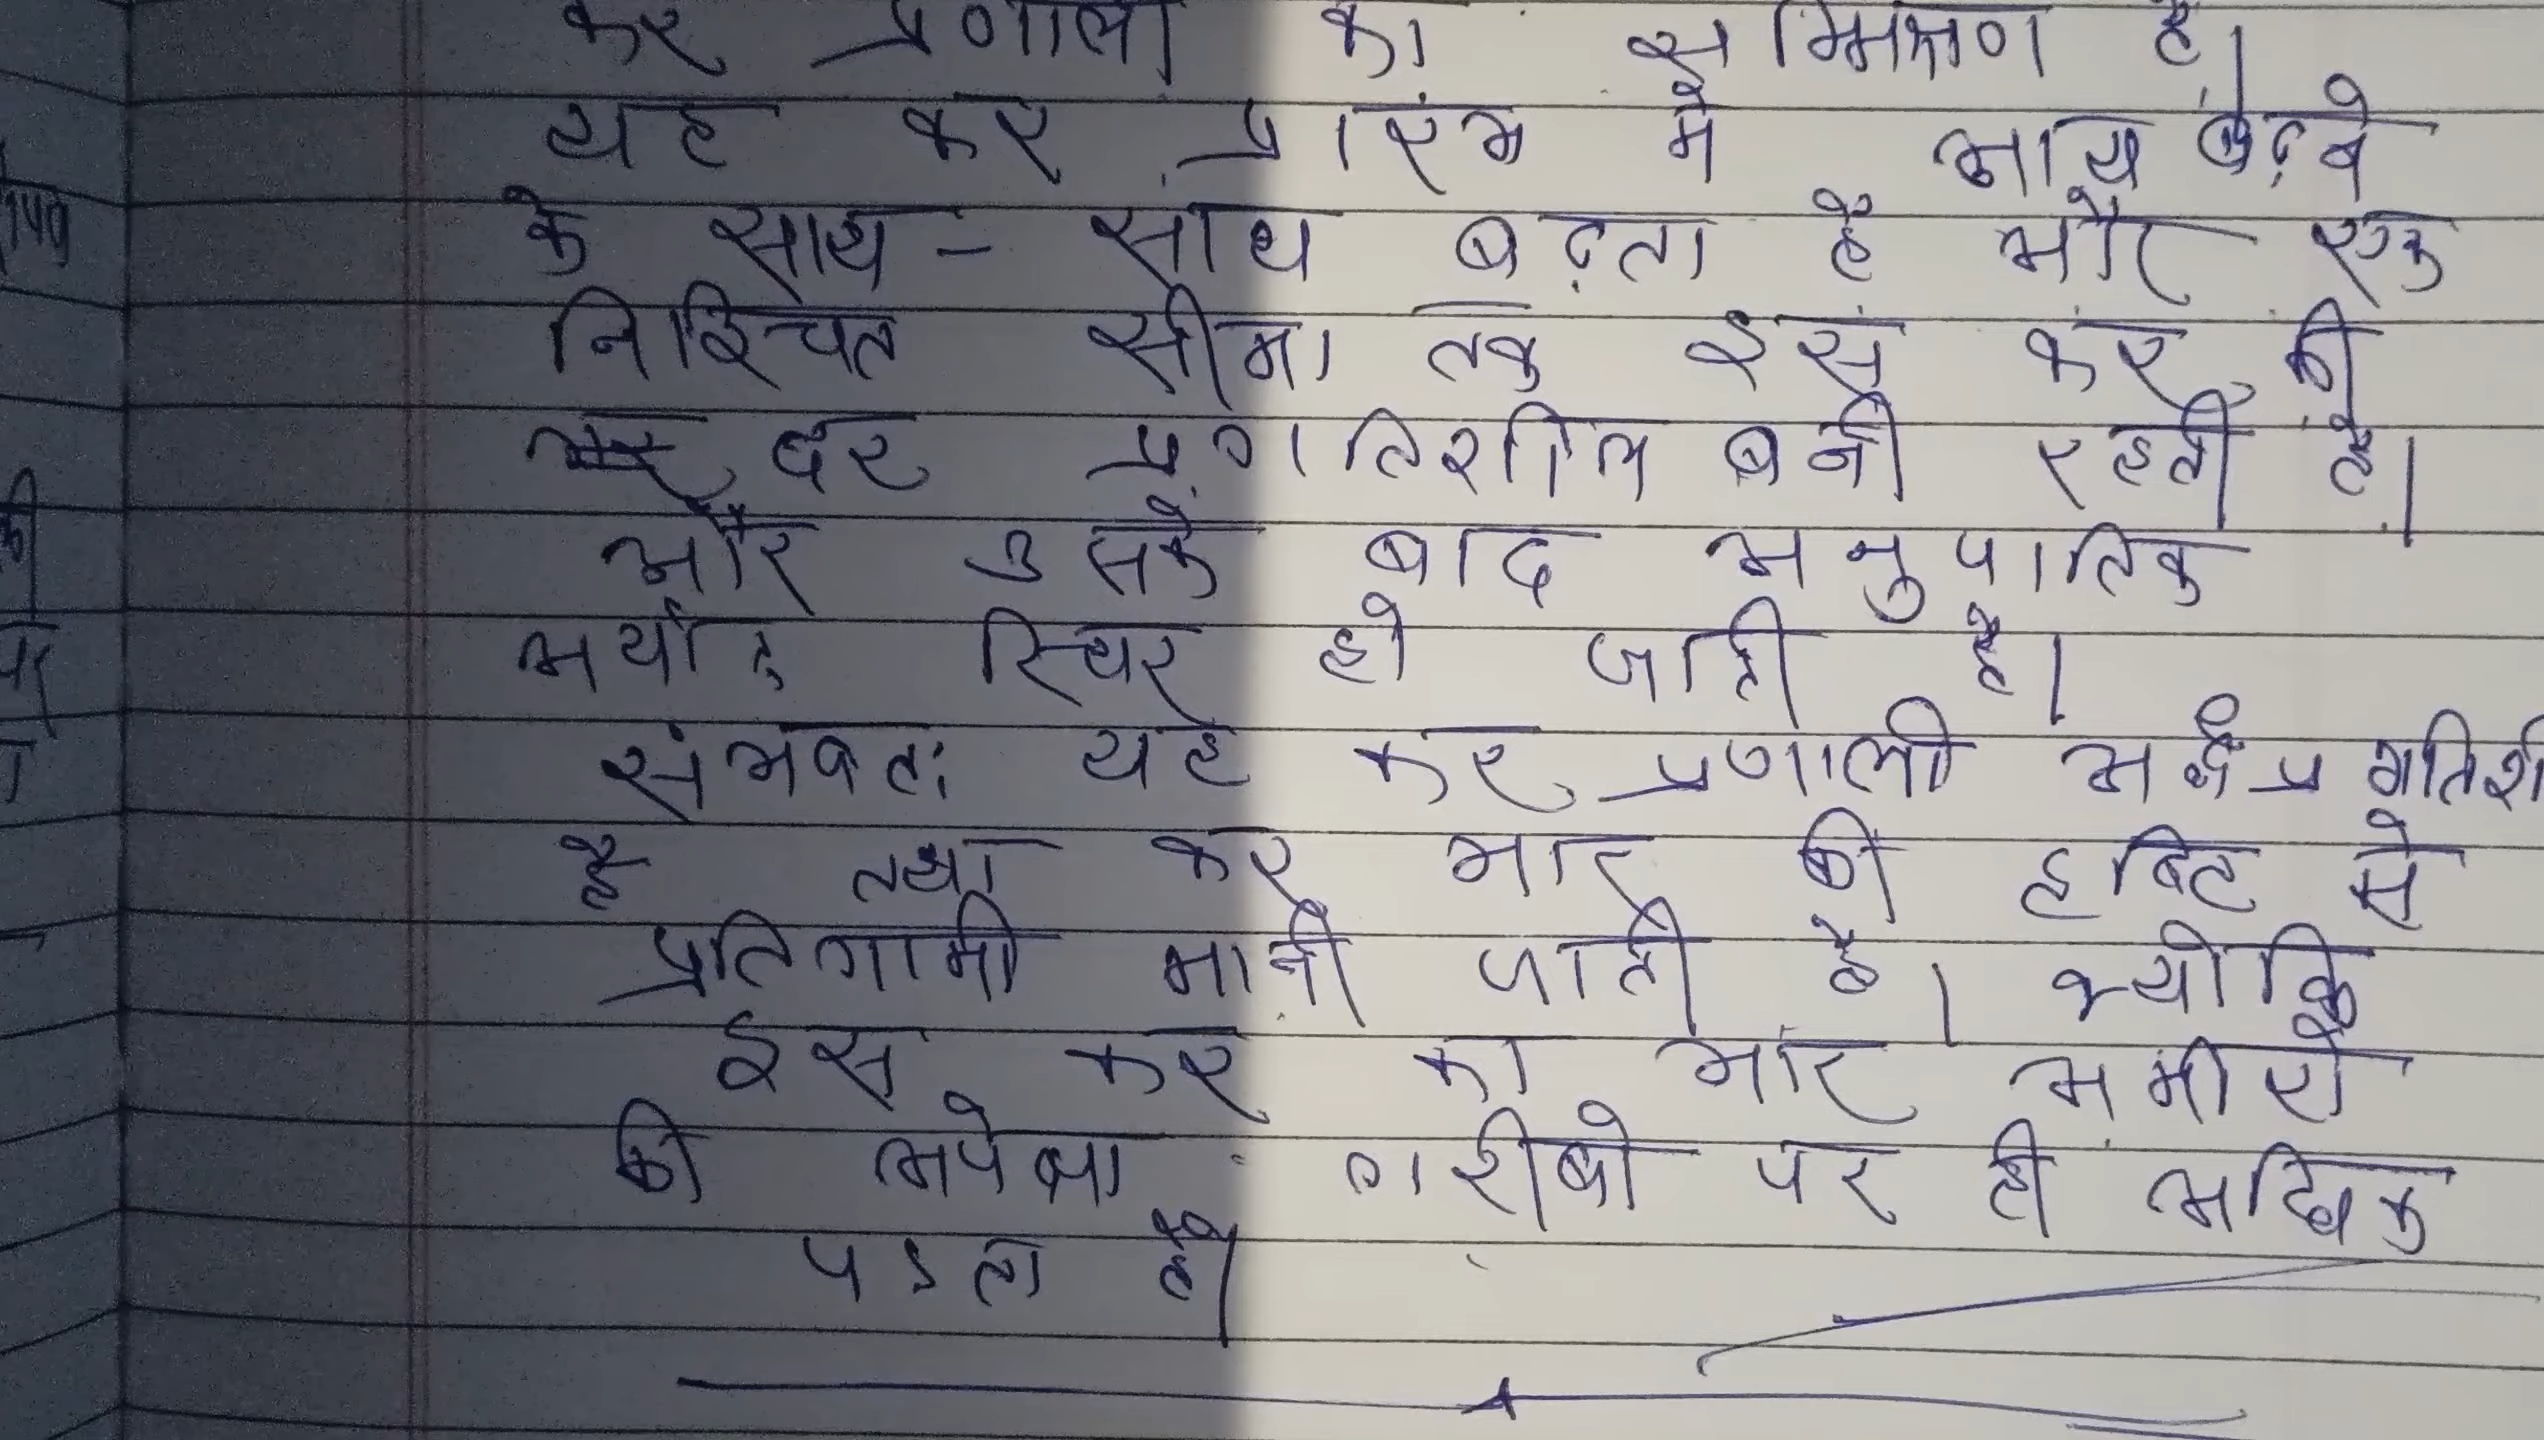 कर प्रणाली का सम्मिश्रण है।
यह कर प्रारंभ मे आय बढ़ने
के साथ - साथ बढ़ता है और एक
निश्चित सीमा तक इस कर की
दर प्रगतिशील बनी रहती है।
और उसके बाद अनुपातिक
अर्थात् स्थिर हो जाती है।
संभवतः यह कर प्रणाली अर्द्ध प्रगतिशी
है तथा कर भार की दृष्टि से
प्रतिगामी मानी जाती है। क्योकि
इस कर का भार अमीरो
की अपेक्षा गरीबो पर ही अधिक
पडता है।